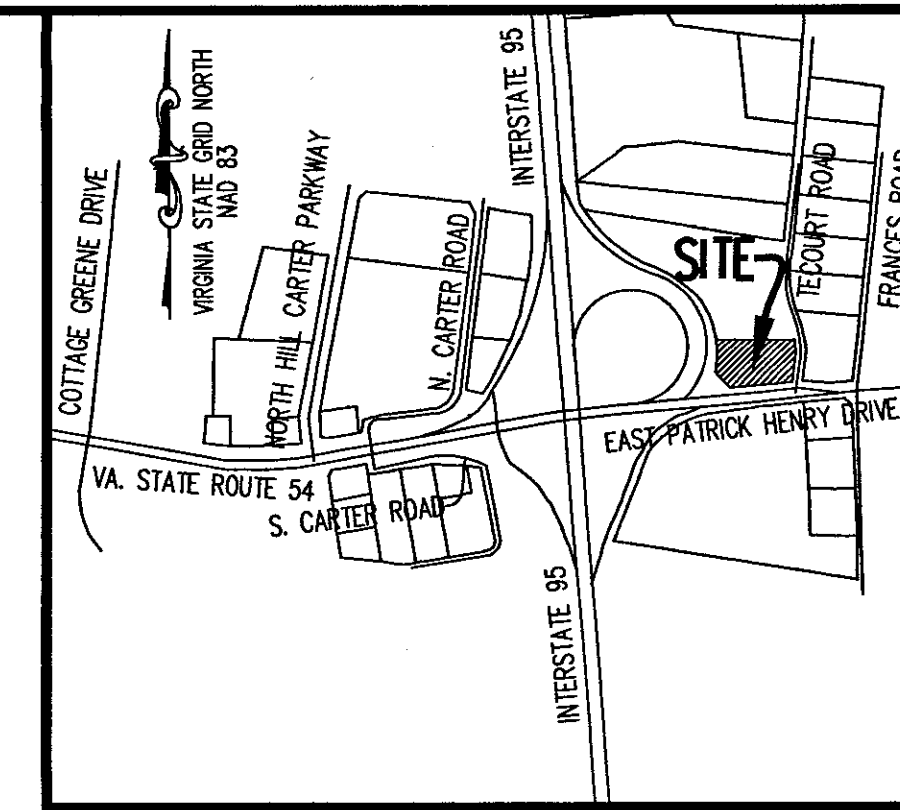 COTTAGE GREENE DRIVE
VIRGINIA STATE GRID NORTH
NAD 83
NORTH HILL CARTER PARKWAY
N. CARTER ROAD
INTERSTATE 95
SITE
TECOURT ROAD
FRANCES
EAST PATRICK HENRY DRIVE
VA. STATE ROUTE 54
S. CARTER ROAD
INTERSTATE 95